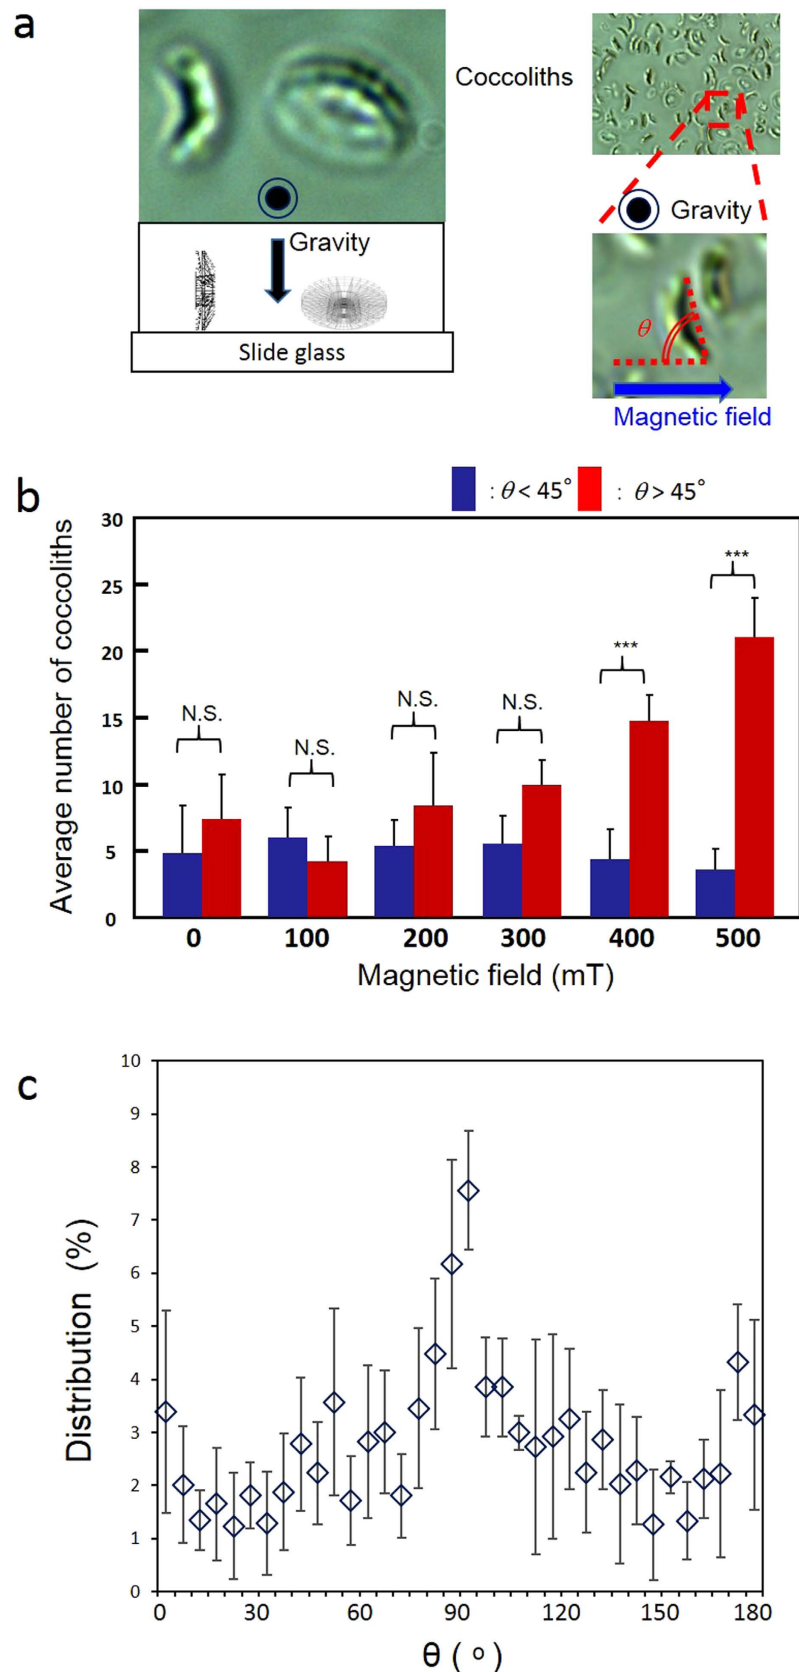 a
Coccoliths
Gravity
Gravity
Slide glass
θ
Magnetic field
b
: θ < 45° : θ > 45°
Average number of coccoliths
30
25
20
15
10
5
0
N.S.
N.S.
N.S.
N.S.
***
***
0 100 200 300 400 500
Magnetic field (mT)
c
Distribution (%)
10
9
8
7
6
5
4
3
2
1
0
0 30 60 90 120 150 180
θ ( o )